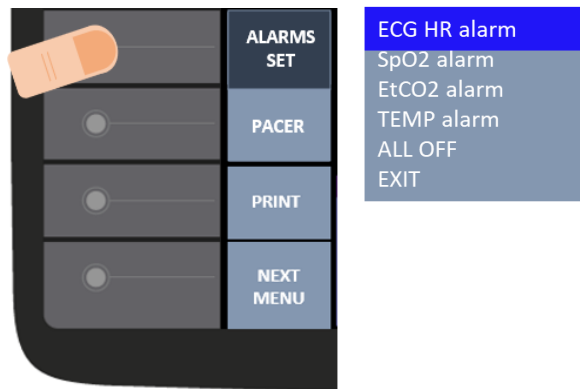 ALARMS
SET
PACER
PRINT
NEXT
MENU
ECG HR alarm
SpO2 alarm
EtCO2 alarm
TEMP alarm
ALL OFF
EXIT